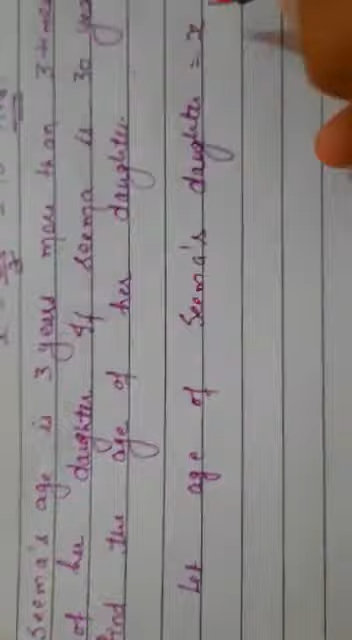 Seema's age is 3 years more than 3 times
of her daughter. If Seema is 30 years
Find the age of her daughter.
Let age of Seema's daughter = x